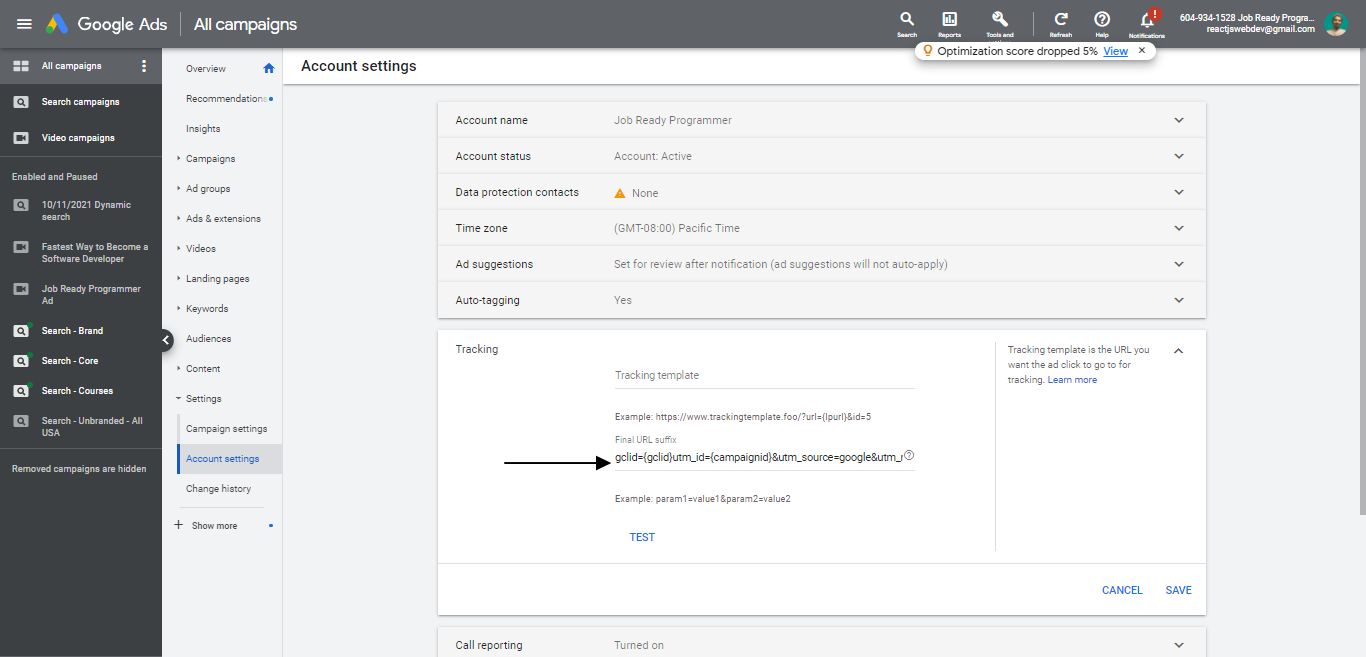 Google Ads
All campaigns
Search
Reports
Tools and
Refresh
Help
!
Notifications
604-934-1528 Job Ready Progra...
reactjswebdev@gmail.com
Optimization score dropped 5% View ×
All campaigns
Search campaigns
Video campaigns
Enabled and Paused
10/11/2021 Dynamic
search
Fastest Way to Become a
Software Developer
Job Ready Programmer
Ad
Search - Brand
Search - Core
Search - Courses
Search - Unbranded - All
USA
Removed campaigns are hidden
Overview
Recommendations
Insights
Campaigns
Ad groups
Ads & extensions
Videos
Landing pages
Keywords
Audiences
Content
Settings
Campaign settings
Account settings
Change history
+ Show more
Account settings
Account name Job Ready Programmer
Account status Account: Active
Data protection contacts None
Time zone (GMT-08:00) Pacific Time
Ad suggestions Set for review after notification (ad suggestions will not auto-apply)
Auto-tagging Yes
Tracking
Tracking template
Example: https://www.trackingtemplate.foo/?url={lpurl}&id=5
Final URL suffix
gclid={gclid}utm_id={campaignid}&utm_source=google&utm_r
Example: param1=value1&param2=value2
TEST
Tracking template is the URL you
want the ad click to go to for
tracking. Learn more
CANCEL SAVE
Call reporting Turned on